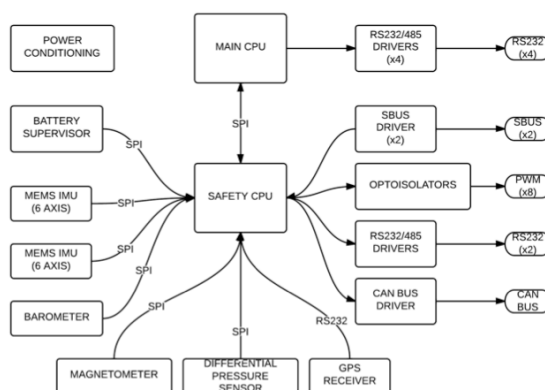 POWER
CONDITIONING
MAIN CPU
RS232/485
DRIVERS
(x4)
RS232
(x4)
SPI
BATTERY
SUPERVISOR
SPI
SBUS
DRIVER
(x2)
SBUS
(x2)
MEMS IMU
(6 AXIS)
SPI
SAFETY CPU
OPTOISOLATORS
PWM
(x8)
MEMS IMU
(6 AXIS)
SPI
RS232/485
DRIVERS
RS232
(x2)
SPI
BAROMETER
CAN BUS
DRIVER
CAN
BUS
SPI
SPI
RS232
MAGNETOMETER
DIFFERENTIAL
PRESSURE
SENSOR
GPS
RECEIVER